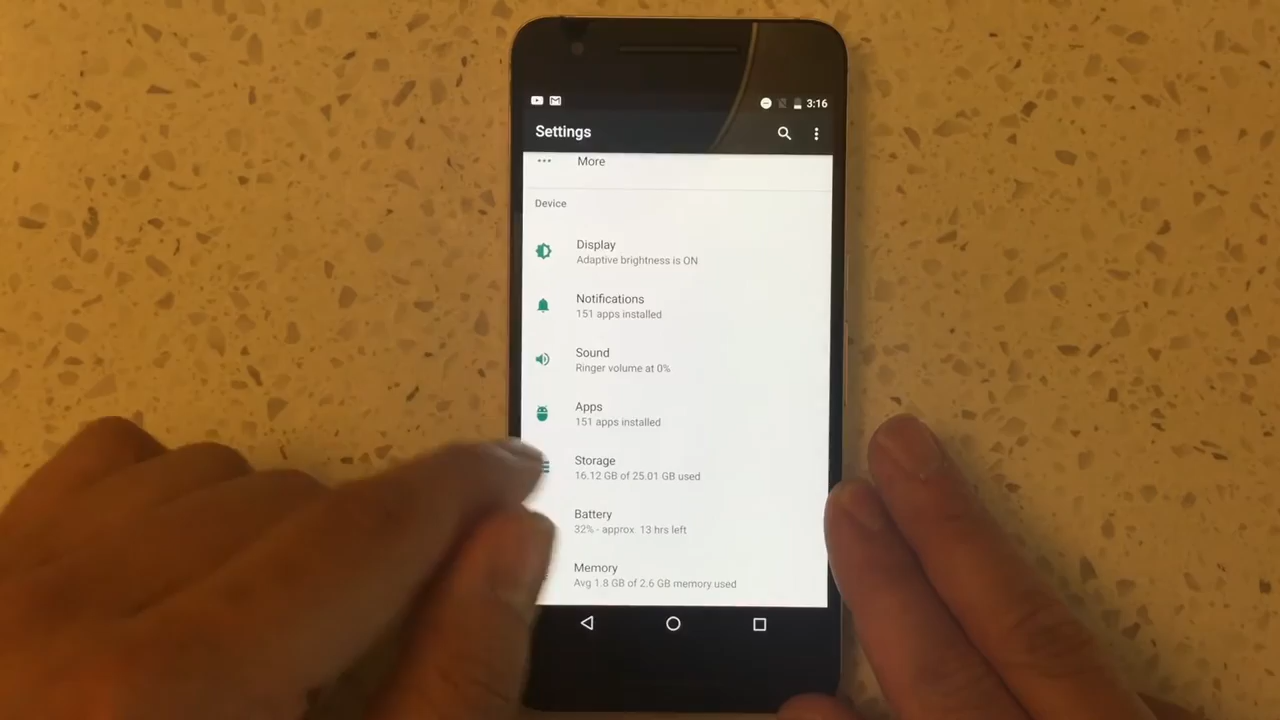 3:16
Settings
More
Device
Display
Adaptive brightness is ON
Notifications
151 apps installed
Sound
Ringer volume at 0%
Apps
151 apps installed
Storage
16.12 GB of 25.01 GB used
Battery
32% - approx. 13 hrs left
Memory
Avg 1.8 GB of 2.6 GB memory used